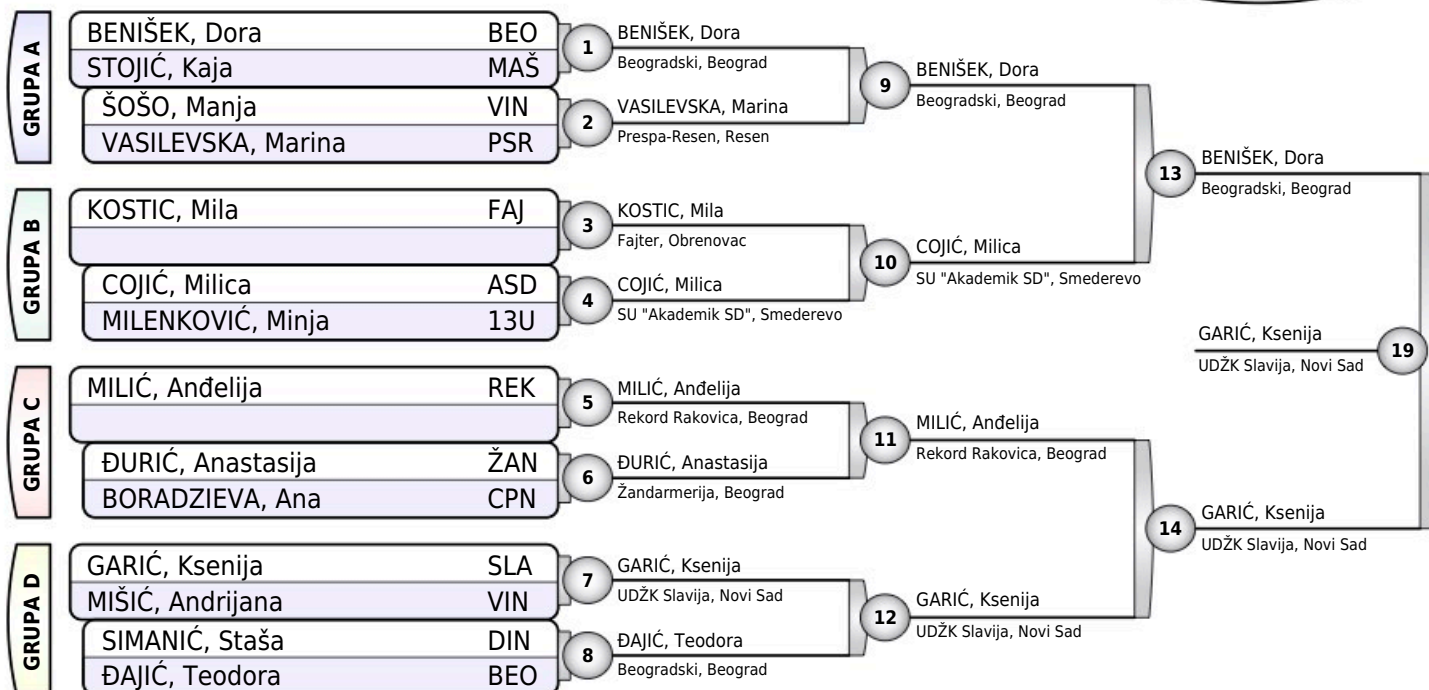 GRUPA A
BENIŠEK, Dora BEO
STOJIĆ, Kaja MAŠ
ŠOŠO, Manja VIN
VASILEVSKA, Marina PSR
GRUPA B
KOSTIC, Mila FAJ
COJIĆ, Milica ASD
MILENKOVIĆ, Minja 13U
GRUPA C
MILIĆ, Anđelija REK
ĐURIĆ, Anastasija ŽAN
BORADZIEVA, Ana CPN
GRUPA D
GARIĆ, Ksenija SLA
MIŠIĆ, Andrijana VIN
SIMANIĆ, Staša DIN
ĐAJIĆ, Teodora BEO
1
BENIŠEK, Dora
Beogradski, Beograd
2
VASILEVSKA, Marina
Prespa-Resen, Resen
3
KOSTIC, Mila
Fajter, Obrenovac
4
COJIĆ, Milica
SU "Akademik SD", Smederevo
5
MILIĆ, Anđelija
Rekord Rakovica, Beograd
6
ĐURIĆ, Anastasija
Žandarmerija, Beograd
7
GARIĆ, Ksenija
UDŽK Slavija, Novi Sad
8
ĐAJIĆ, Teodora
Beogradski, Beograd
9
BENIŠEK, Dora
Beogradski, Beograd
10
COJIĆ, Milica
SU "Akademik SD", Smederevo
11
MILIĆ, Anđelija
Rekord Rakovica, Beograd
12
GARIĆ, Ksenija
UDŽK Slavija, Novi Sad
13
BENIŠEK, Dora
Beogradski, Beograd
14
GARIĆ, Ksenija
UDŽK Slavija, Novi Sad
GARIĆ, Ksenija
UDŽK Slavija, Novi Sad
19